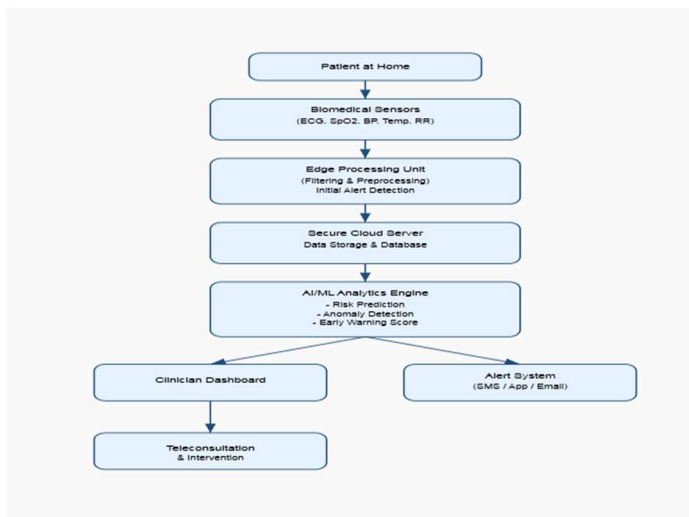 Patient at Home
Biomedical Sensors
(ECG, SpO2, BP, Temp, RR)
Edge Processing Unit
(Filtering & Preprocessing)
Initial Alert Detection
Secure Cloud Server
Data Storage & Database
AI/ML Analytics Engine
- Risk Prediction
- Anomaly Detection
- Early Warning Score
Clinician Dashboard
Alert System
(SMS / App / Email)
Teleconsultation
& Intervention